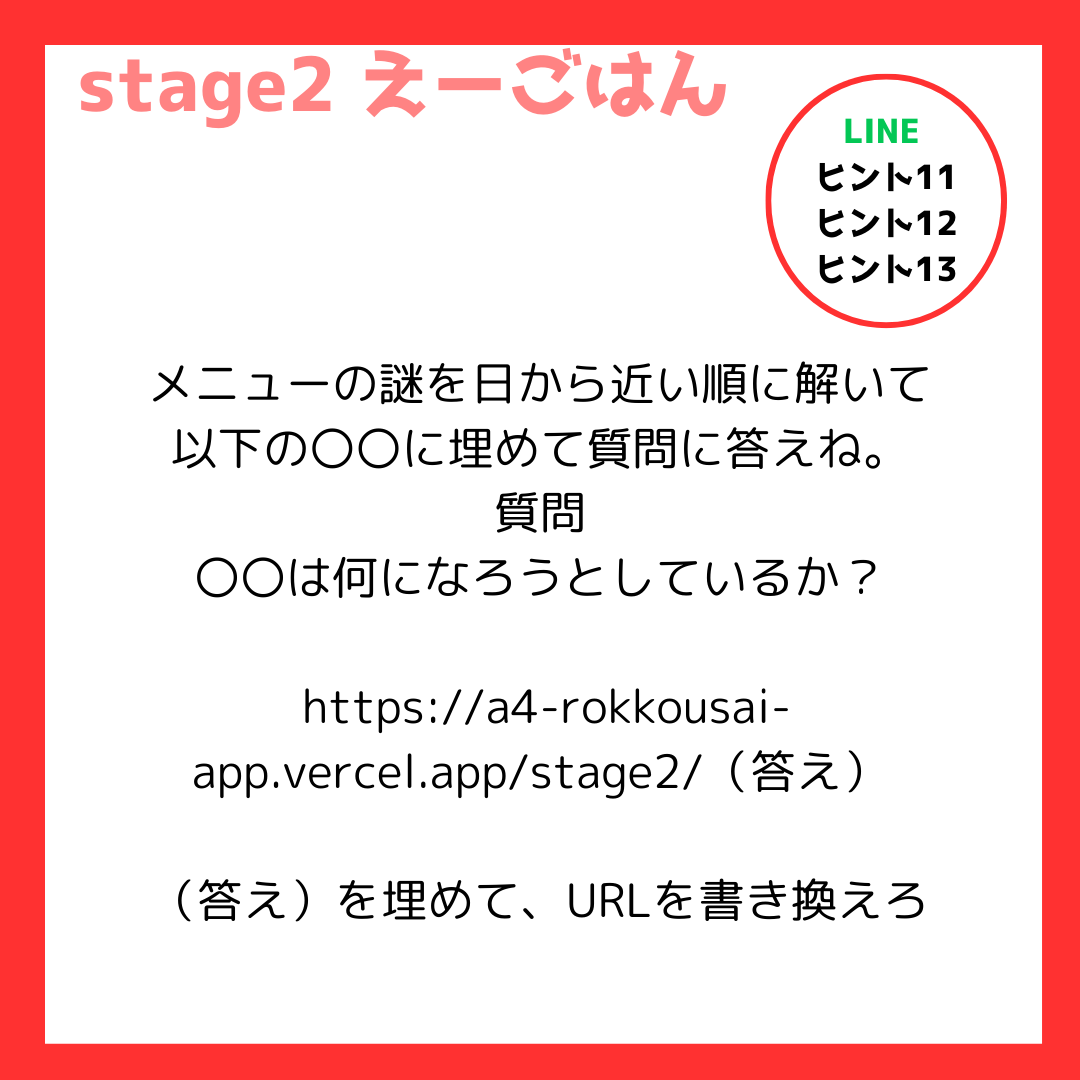 stage2 えーごはん
LINE
ヒント11
ヒント12
ヒント13
メニューの謎を日から近い順に解いて
以下の〇〇に埋めて質問に答えね。
質問
〇〇は何になろうとしているか？
https://a4-rokkousai-
app.vercel.app/stage2/（答え）
（答え）を埋めて、URLを書き換えろ